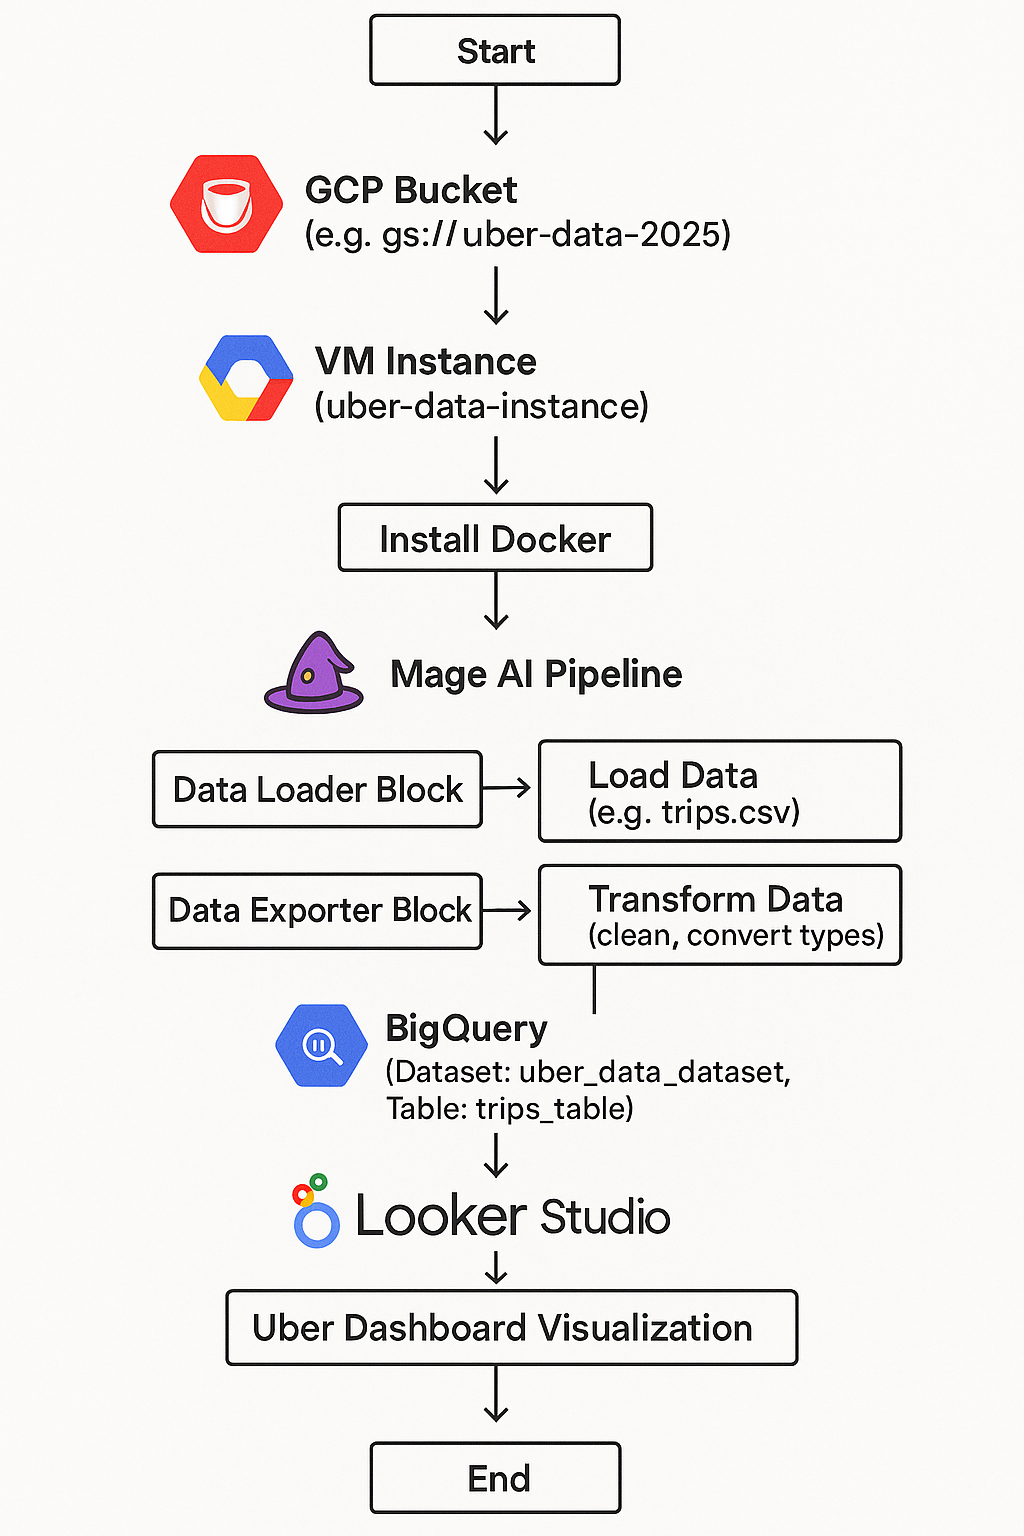 Start
GCP Bucket
(e.g. gs://uber-data-2025)
VM Instance
(uber-data-instance)
Install Docker
Mage AI Pipeline
Data Loader Block
Load Data
(e.g. trips.csv)
Data Exporter Block
Transform Data
(clean, convert types)
BigQuery
(Dataset: uber_data_dataset,
Table: trips_table)
Looker Studio
Uber Dashboard Visualization
End